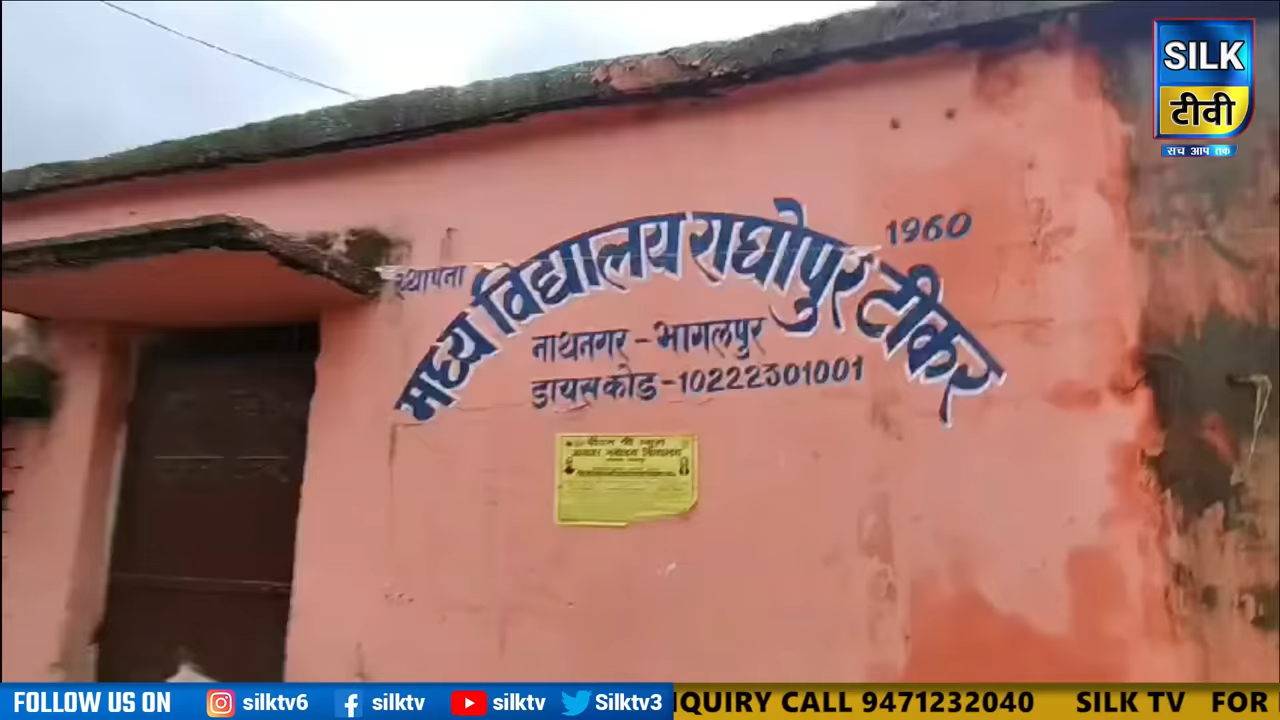 SILK
टीवी
सच आप तक
स्थापना
1960
मध्य विद्यालय राघोपुर टीकर
नाथनगर - भागलपुर
डायसकोड - 10222301001
FOLLOW US ON silktv6 silktv silktv Silktv3 NQUIRY CALL 9471232040 SILK TV FOR